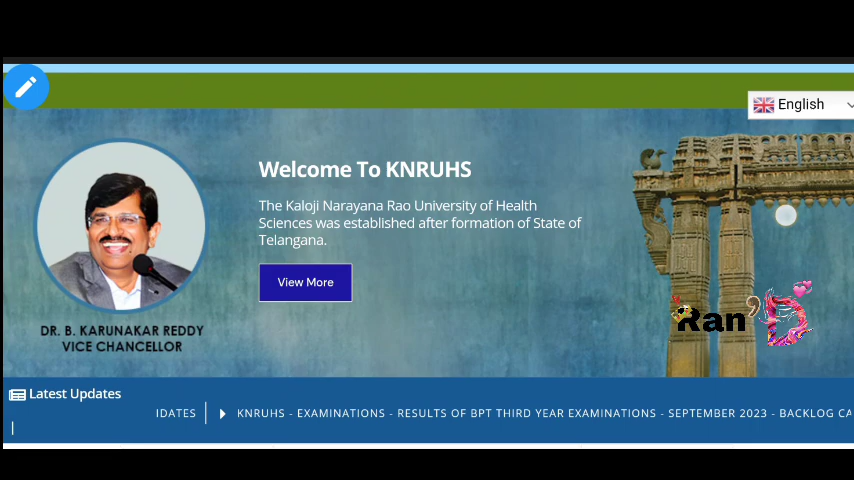 English
Welcome To KNRUHS
The Kaloji Narayana Rao University of Health
Sciences was established after formation of State of
Telangana.
View More
DR. B. KARUNAKAR REDDY
VICE CHANCELLOR
Ran'D
Latest Updates
IDATES
KNRUHS - EXAMINATIONS - RESULTS OF BPT THIRD YEAR EXAMINATIONS - SEPTEMBER 2023 - BACKLOG CA